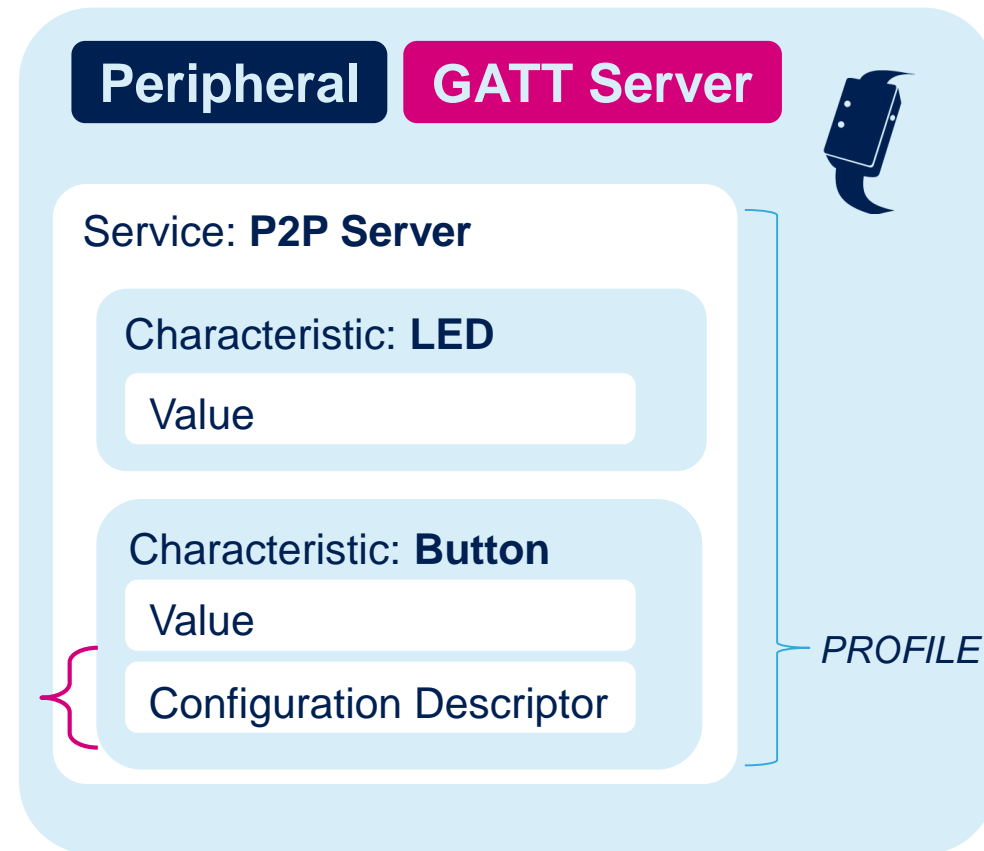 Peripheral
GATT Server
Service: P2P Server
Characteristic: LED
Value
Characteristic: Button
Value
Configuration Descriptor
PROFILE